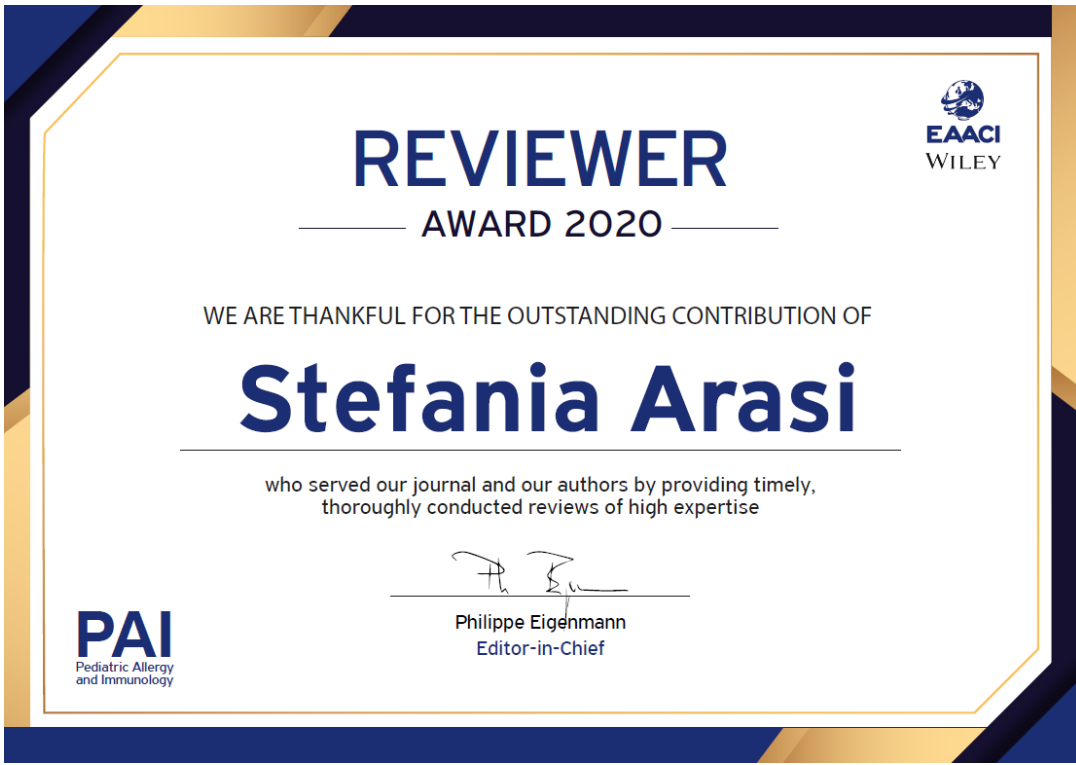 EAACI
WILEY
REVIEWER
AWARD 2020
WE ARE THANKFUL FOR THE OUTSTANDING CONTRIBUTION OF
Stefania Arasi
who served our journal and our authors by providing timely,
thoroughly conducted reviews of high expertise
Philippe Eigenmann
Editor-in-Chief
PAI
Pediatric Allergy
and Immunology